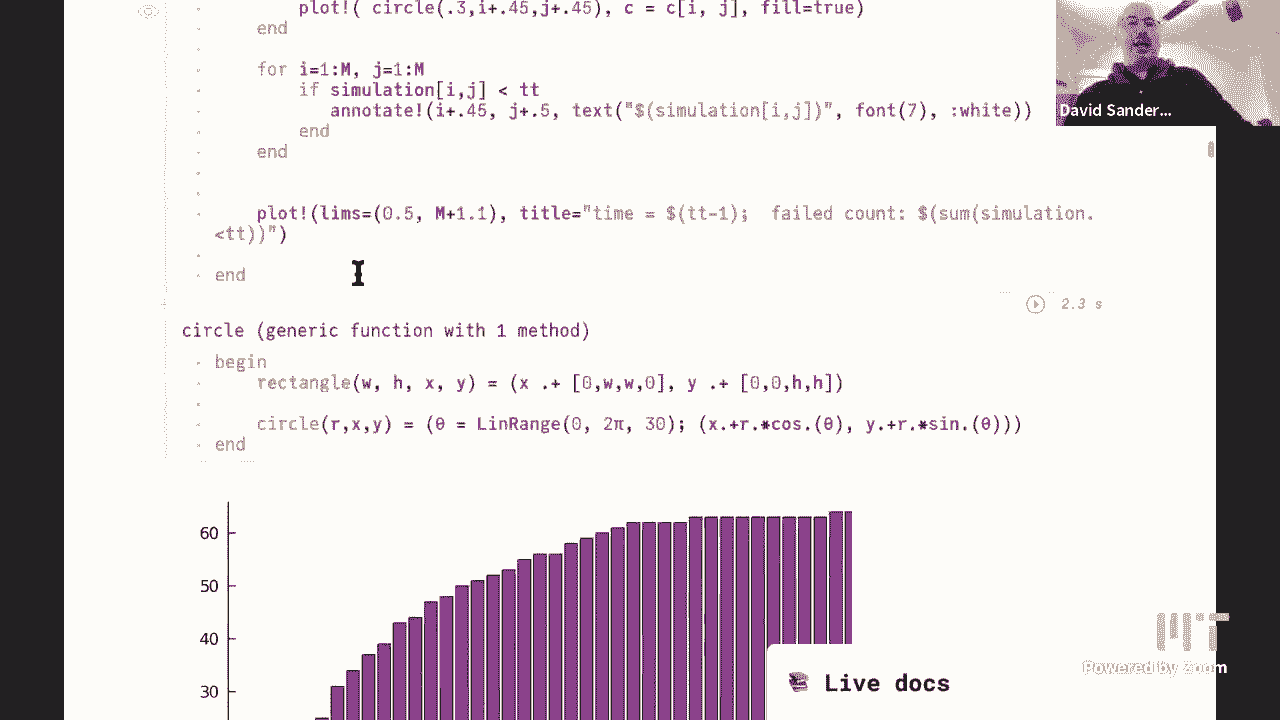 plot!( circle(.3,i+.45,j+.45), c = c[i, j], fill=true)
end
for i=1:M, j=1:M
if simulation[i,j] < tt
annotate!(i+.45, j+.5, text("$(simulation[i,j])", font(7), :white))
end
end
plot!(lims=(0.5, M+1.1), title="time = $(tt-1);  failed count: $(sum(simulation.
<tt))")
end
2.3 s
circle (generic function with 1 method)
begin
rectangle(w, h, x, y) = (x .+ [0,w,w,0], y .+ [0,0,h,h])
circle(r,x,y) = (θ = LinRange(0, 2π, 30); (x.+r.*cos.(θ), y.+r.*sin.(θ)))
end
60
50
40
30
Live docs
David Sander...
MIT
Powered by Zoom